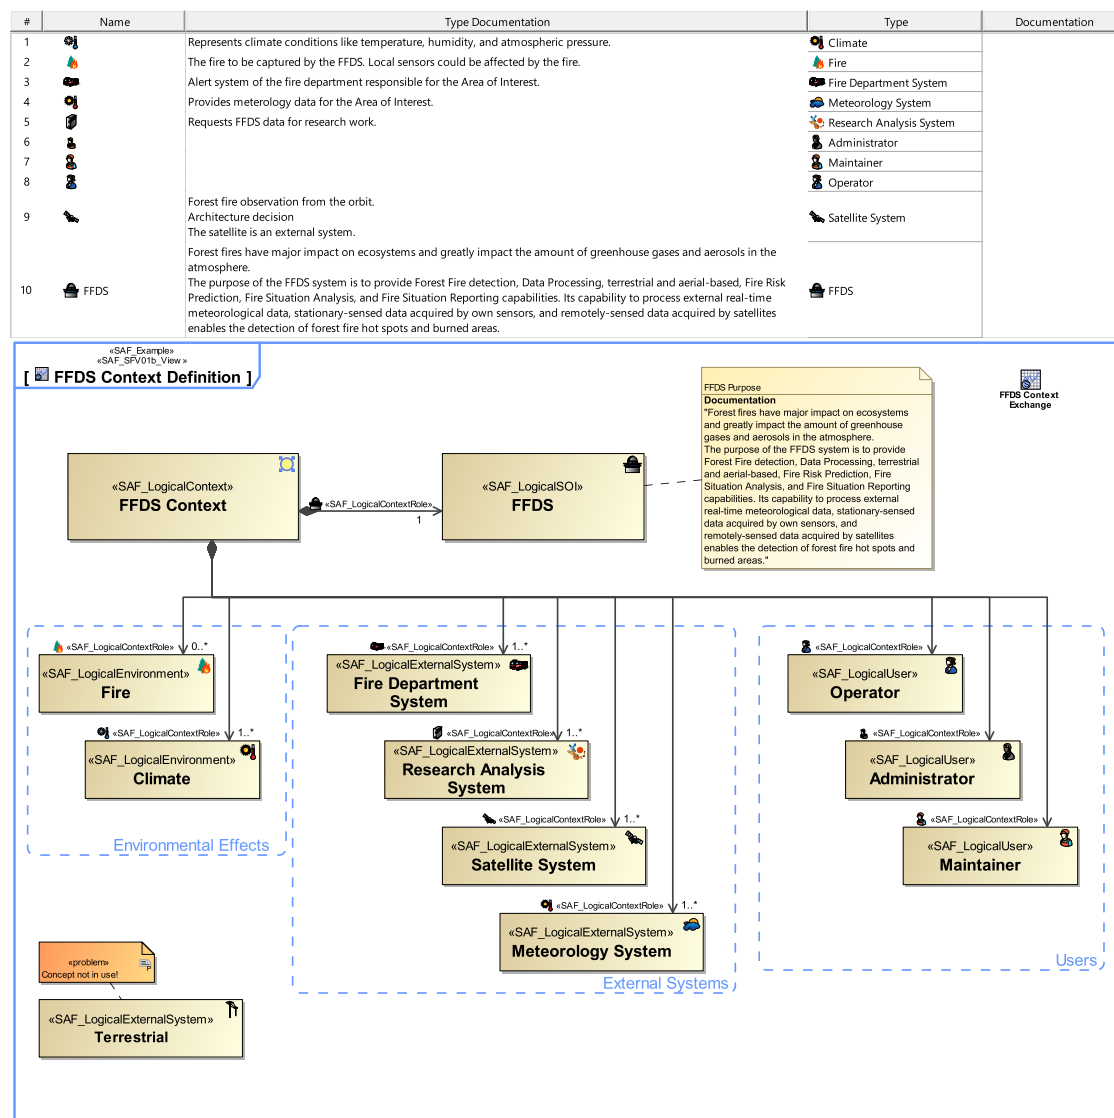 # Name Type Documentation Type Documentation
1 Represents climate conditions like temperature, humidity, and atmospheric pressure. Climate
2 The fire to be captured by the FFDS. Local sensors could be affected by the fire. Fire
3 Alert system of the fire department responsible for the Area of Interest. Fire Department System
4 Provides meterology data for the Area of Interest. Meteorology System
5 Requests FFDS data for research work. Research Analysis System
6 Administrator
7 Maintainer
8 Operator
Forest fire observation from the orbit.
9 Architecture decision Satellite System
The satellite is an external system.
Forest fires have major impact on ecosystems and greatly impact the amount of greenhouse gases and aerosols in the
atmosphere.
The purpose of the FFDS system is to provide Forest Fire detection, Data Processing, terrestrial and aerial-based, Fire Risk
10 FFDS Prediction, Fire Situation Analysis, and Fire Situation Reporting capabilities. Its capability to process external real-time FFDS
meteorological data, stationary-sensed data acquired by own sensors, and remotely-sensed data acquired by satellites
enables the detection of forest fire hot spots and burned areas.
«SAF_Example»
«SAF_SFV01b_View »
[ FFDS Context Definition ]
FFDS Purpose
Documentation
"Forest fires have major impact on ecosystems
and greatly impact the amount of greenhouse
gases and aerosols in the atmosphere.
The purpose of the FFDS system is to provide
Forest Fire detection, Data Processing, terrestrial
and aerial-based, Fire Risk Prediction, Fire
Situation Analysis, and Fire Situation Reporting
capabilities. Its capability to process external
real-time meteorological data, stationary-sensed
data acquired by own sensors, and
remotely-sensed data acquired by satellites
enables the detection of forest fire hot spots and
burned areas."
FFDS Context
Exchange
«SAF_LogicalContext»
FFDS Context
«SAF_LogicalContextRole»
1
«SAF_LogicalSOI»
FFDS
«SAF_LogicalContextRole» 0..*
«SAF_LogicalEnvironment»
Fire
«SAF_LogicalContextRole» 1..*
«SAF_LogicalEnvironment»
Climate
Environmental Effects
«SAF_LogicalContextRole» 1..*
«SAF_LogicalExternalSystem»
Fire Department
System
«SAF_LogicalContextRole» 1..*
«SAF_LogicalExternalSystem»
Research Analysis
System
«SAF_LogicalContextRole» 1..*
«SAF_LogicalExternalSystem»
Satellite System
«SAF_LogicalContextRole» 1..*
«SAF_LogicalExternalSystem»
Meteorology System
External Systems
«SAF_LogicalContextRole»
«SAF_LogicalUser»
Operator
«SAF_LogicalContextRole»
«SAF_LogicalUser»
Administrator
«SAF_LogicalContextRole»
«SAF_LogicalUser»
Maintainer
Users
«problem»
Concept not in use!
«SAF_LogicalExternalSystem»
Terrestrial